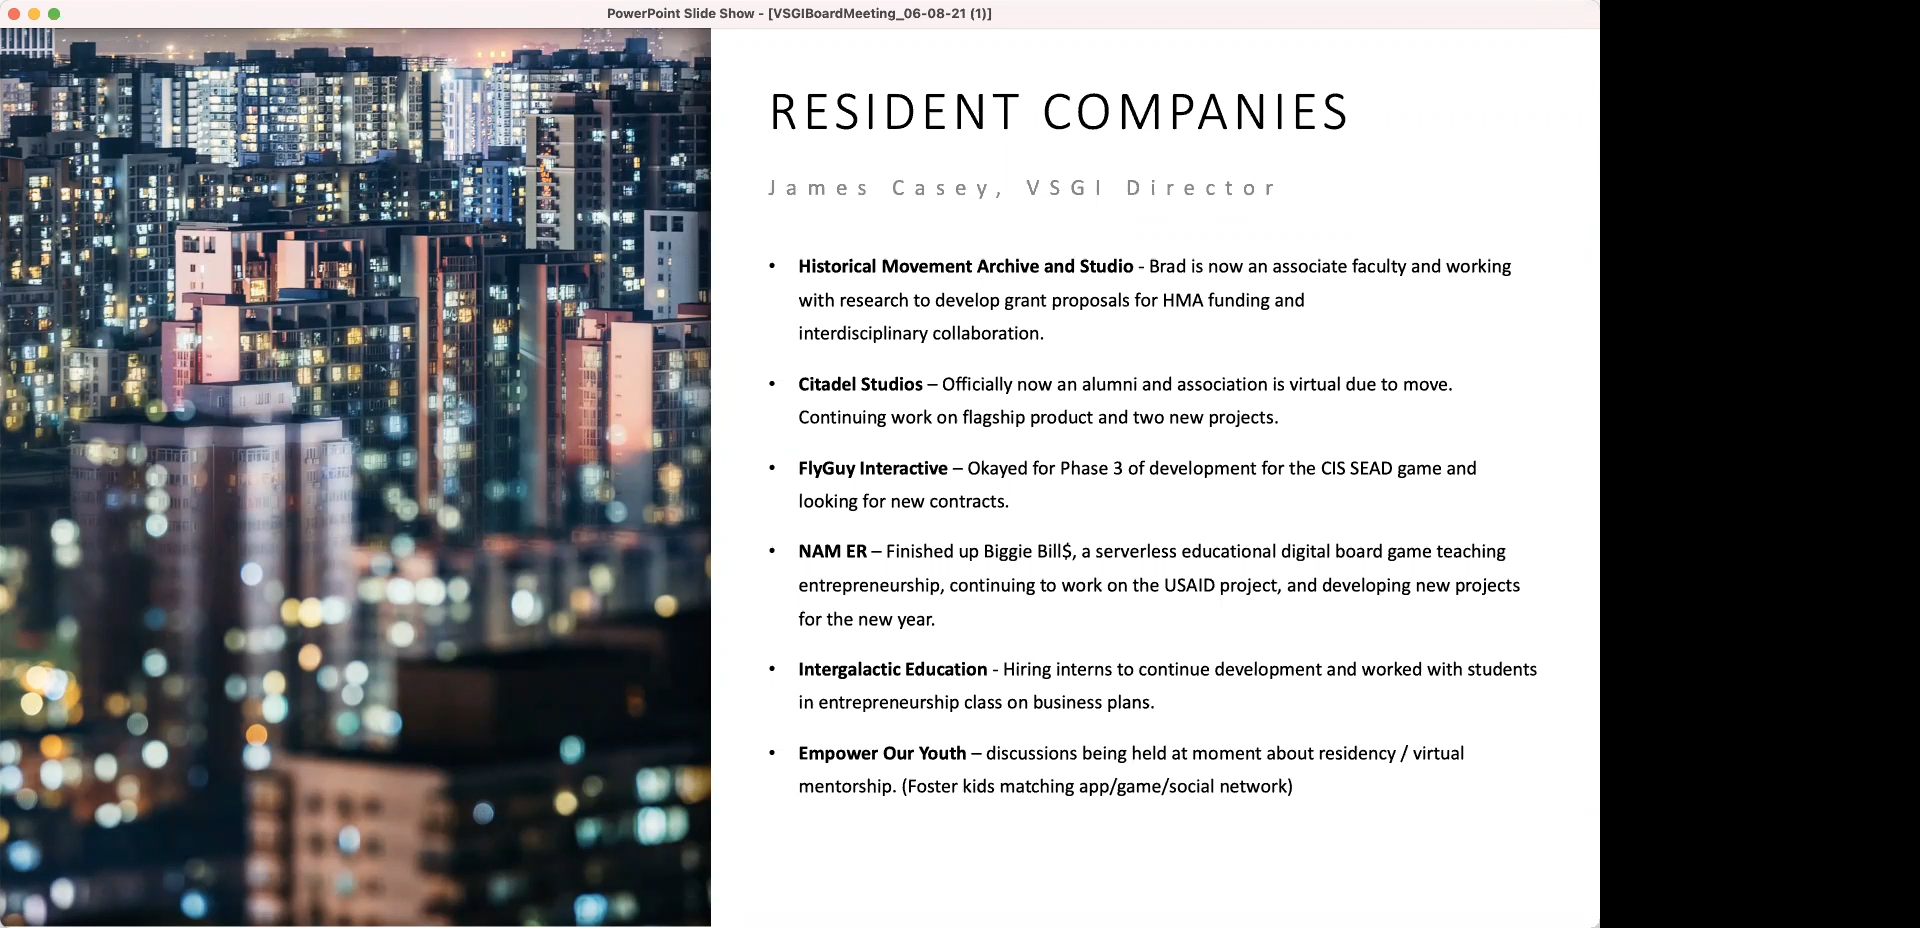 PowerPoint Slide Show - [VSGIBoardMeeting_06-08-21 (1)]
RESIDENT COMPANIES
James Casey, VSGI Director
• Historical Movement Archive and Studio - Brad is now an associate faculty and working
with research to develop grant proposals for HMA funding and
interdisciplinary collaboration.
• Citadel Studios – Officially now an alumni and association is virtual due to move.
Continuing work on flagship product and two new projects.
• FlyGuy Interactive – Okayed for Phase 3 of development for the CIS SEAD game and
looking for new contracts.
• NAM ER – Finished up Biggie Bill$, a serverless educational digital board game teaching
entrepreneurship, continuing to work on the USAID project, and developing new projects
for the new year.
• Intergalactic Education - Hiring interns to continue development and worked with students
in entrepreneurship class on business plans.
• Empower Our Youth – discussions being held at moment about residency / virtual
mentorship. (Foster kids matching app/game/social network)